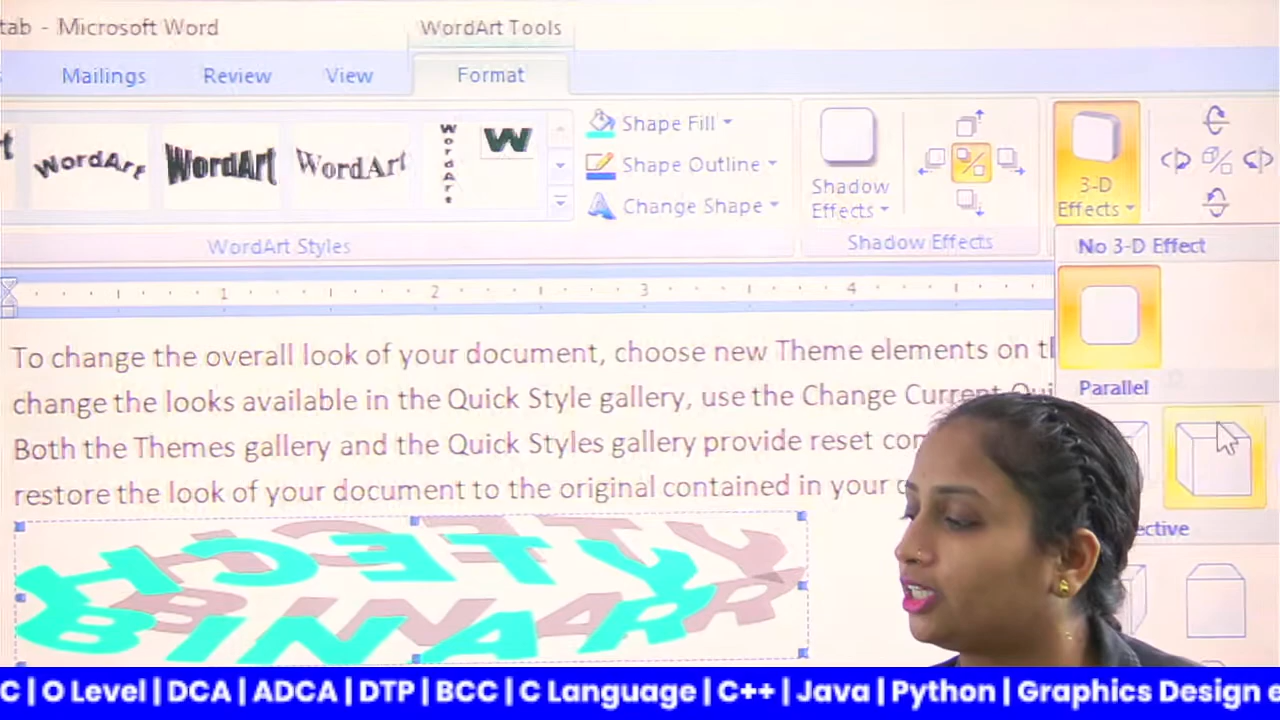 tab - Microsoft Word
WordArt Tools
Mailings
Review
View
Format
WordArt
WordArt
WordArt
WordArt
W
Shape Fill
Shape Outline
Change Shape
Shadow
Effects
3-D
Effects
WordArt Styles
Shadow Effects
No 3-D Effect
1
2
3
4
Parallel
To change the overall look of your document, choose new Theme elements on
change the looks available in the Quick Style gallery, use the Change Current
Both the Themes gallery and the Quick Styles gallery provide reset
restore the look of your document to the original contained in your
ective
BINAR
C | O Level | DCA | ADCA | DTP | BCC | C Language | C++ | Java | Python | Graphics Design e